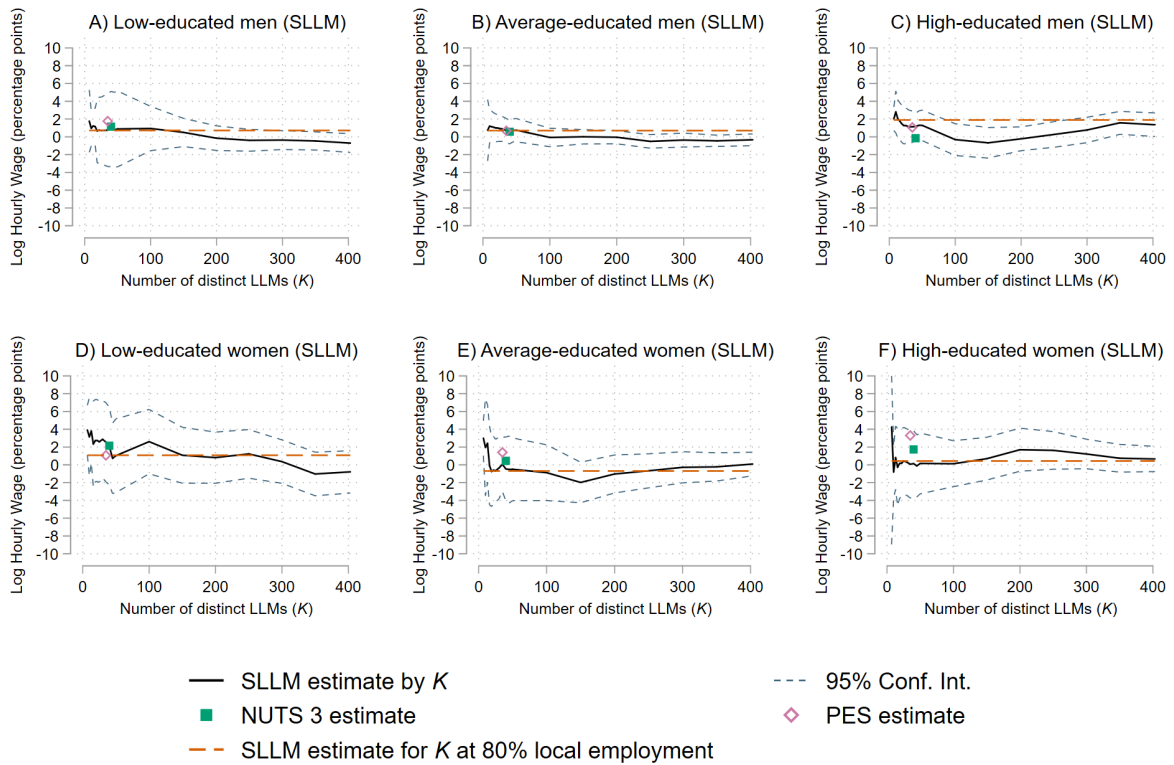 A) Low-educated men (SLLM)
Log Hourly Wage (percentage points)
10
8
6
4
2
0
-2
-4
-6
-8
-10
0 100 200 300 400
Number of distinct LLMs (K)
B) Average-educated men (SLLM)
Log Hourly Wage (percentage points)
10
8
6
4
2
0
-2
-4
-6
-8
-10
0 100 200 300 400
Number of distinct LLMs (K)
C) High-educated men (SLLM)
Log Hourly Wage (percentage points)
10
8
6
4
2
0
-2
-4
-6
-8
-10
0 100 200 300 400
Number of distinct LLMs (K)
D) Low-educated women (SLLM)
Log Hourly Wage (percentage points)
10
8
6
4
2
0
-2
-4
-6
-8
-10
0 100 200 300 400
Number of distinct LLMs (K)
E) Average-educated women (SLLM)
Log Hourly Wage (percentage points)
10
8
6
4
2
0
-2
-4
-6
-8
-10
0 100 200 300 400
Number of distinct LLMs (K)
F) High-educated women (SLLM)
Log Hourly Wage (percentage points)
10
8
6
4
2
0
-2
-4
-6
-8
-10
0 100 200 300 400
Number of distinct LLMs (K)
SLLM estimate by K
95% Conf. Int.
NUTS 3 estimate
PES estimate
SLLM estimate for K at 80% local employment